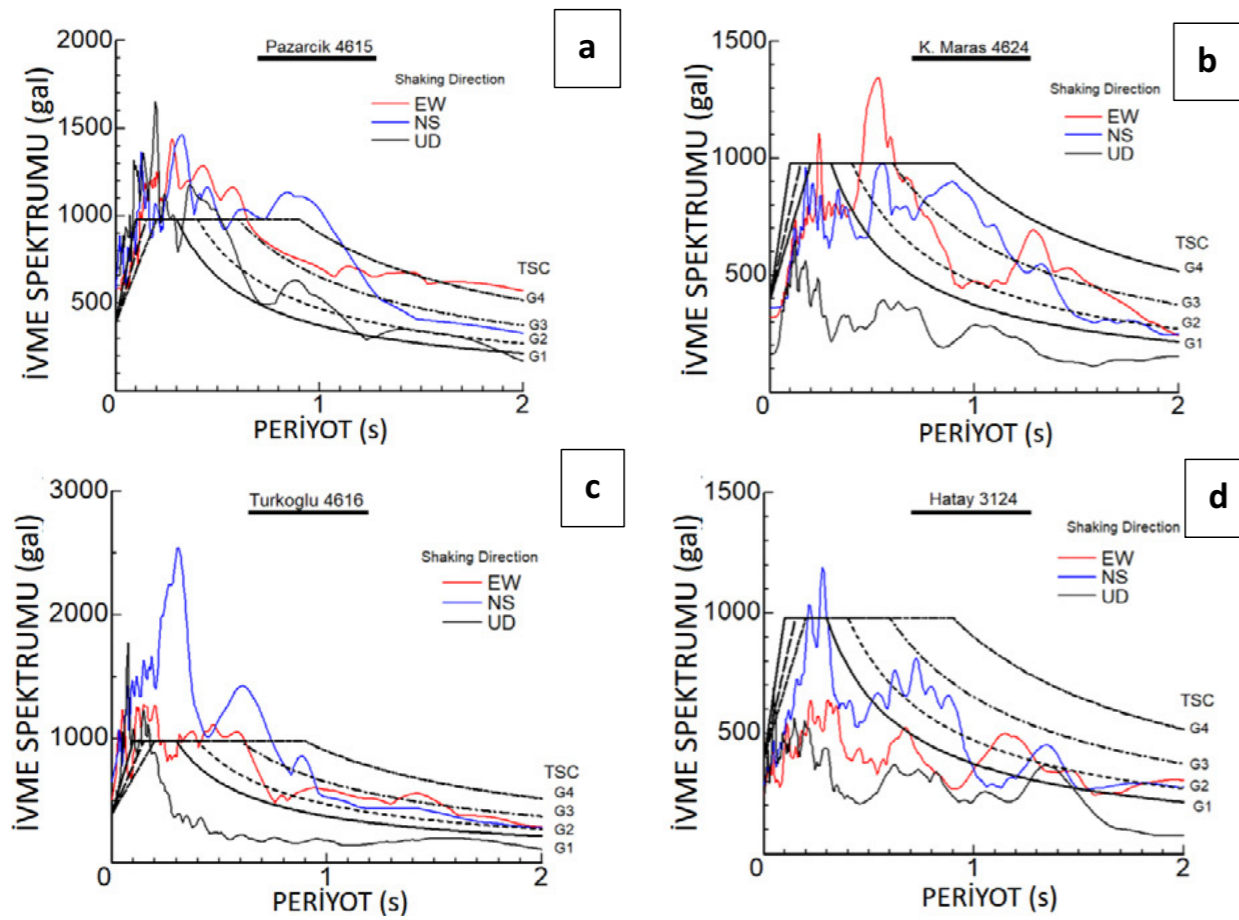 a
Pazarcik 4615
Shaking Direction
EW
NS
UD
İVME SPEKTRUMU (gal)
2000
1500
1000
500
0
1
2
PERİYOT (s)
TSC
G4
G3
G2
G1
b
K. Maras 4624
Shaking Direction
EW
NS
UD
İVME SPEKTRUMU (gal)
1500
1000
500
0
1
2
PERİYOT (s)
TSC
G4
G3
G2
G1
c
Turkoglu 4616
Shaking Direction
EW
NS
UD
İVME SPEKTRUMU (gal)
3000
2000
1000
0
1
2
PERİYOT (s)
TSC
G4
G3
G2
G1
d
Hatay 3124
Shaking Direction
EW
NS
UD
İVME SPEKTRUMU (gal)
1500
1000
500
0
1
2
PERİYOT (s)
TSC
G4
G3
G2
G1